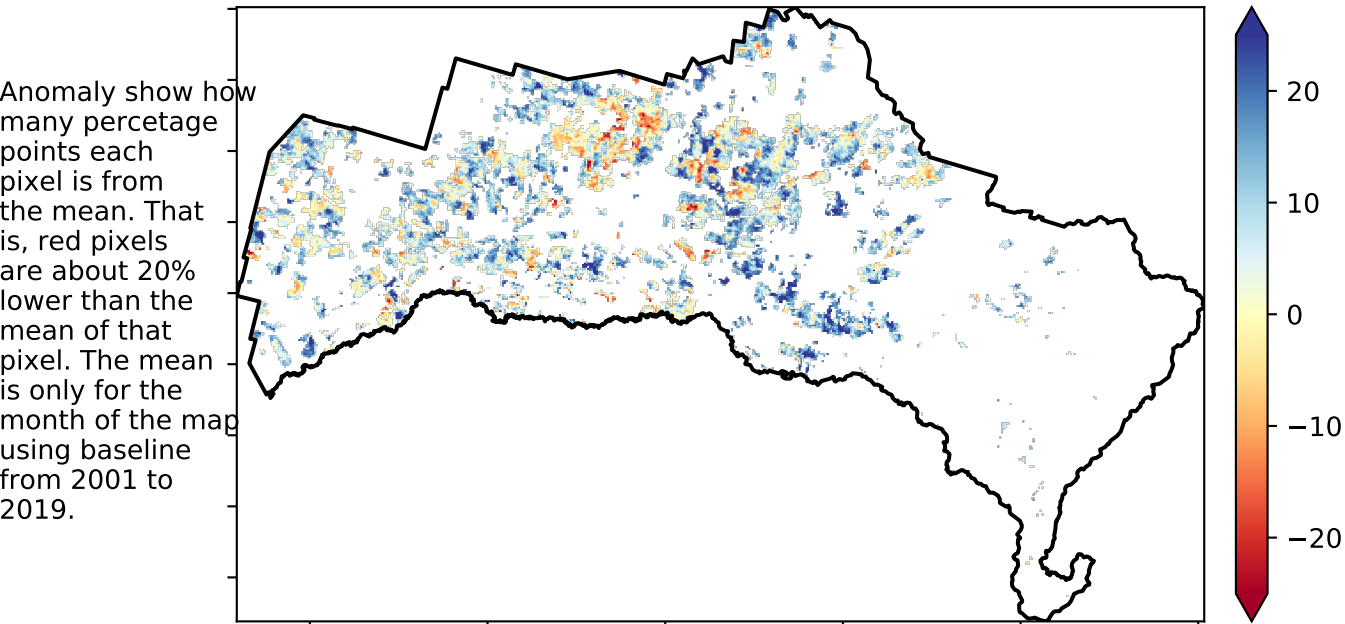 Anomaly show how
many percetage
points each
pixel is from
the mean. That
is, red pixels
are about 20%
lower than the
mean of that
pixel. The mean
is only for the
month of the map
using baseline
from 2001 to
2019.
20
10
0
−10
−20